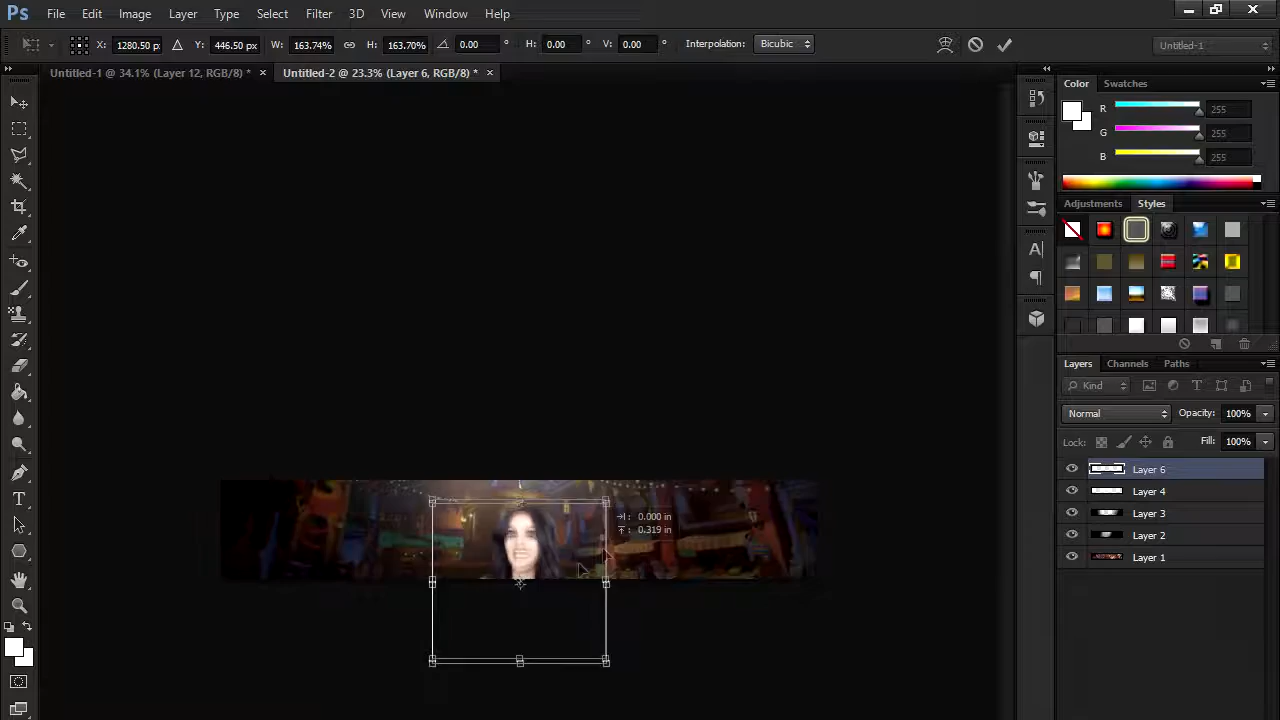 Ps File Edit Image Layer Type Select Filter 3D View Window Help
X: 1280.50 px Y: 446.50 px W: 163.74% H: 163.70% 0.00 ° H: 0.00 ° V: 0.00 ° Interpolation: Bicubic Untitled-1
Untitled-1 @ 34.1% (Layer 12, RGB/8) * × Untitled-2 @ 23.3% (Layer 6, RGB/8) * ×
Color Swatches
R 255
G 255
B 255
Adjustments Styles
Layers Channels Paths
Kind
Normal Opacity: 100%
Lock: Fill: 100%
Layer 6
Layer 4
Layer 3
Layer 2
Layer 1
0.000 in
0.319 in